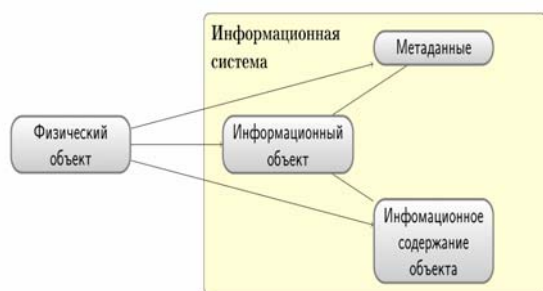 Информационная
система
Метаданные
Физический
объект
Информационный
объект
Инфомационное
содержание
объекта